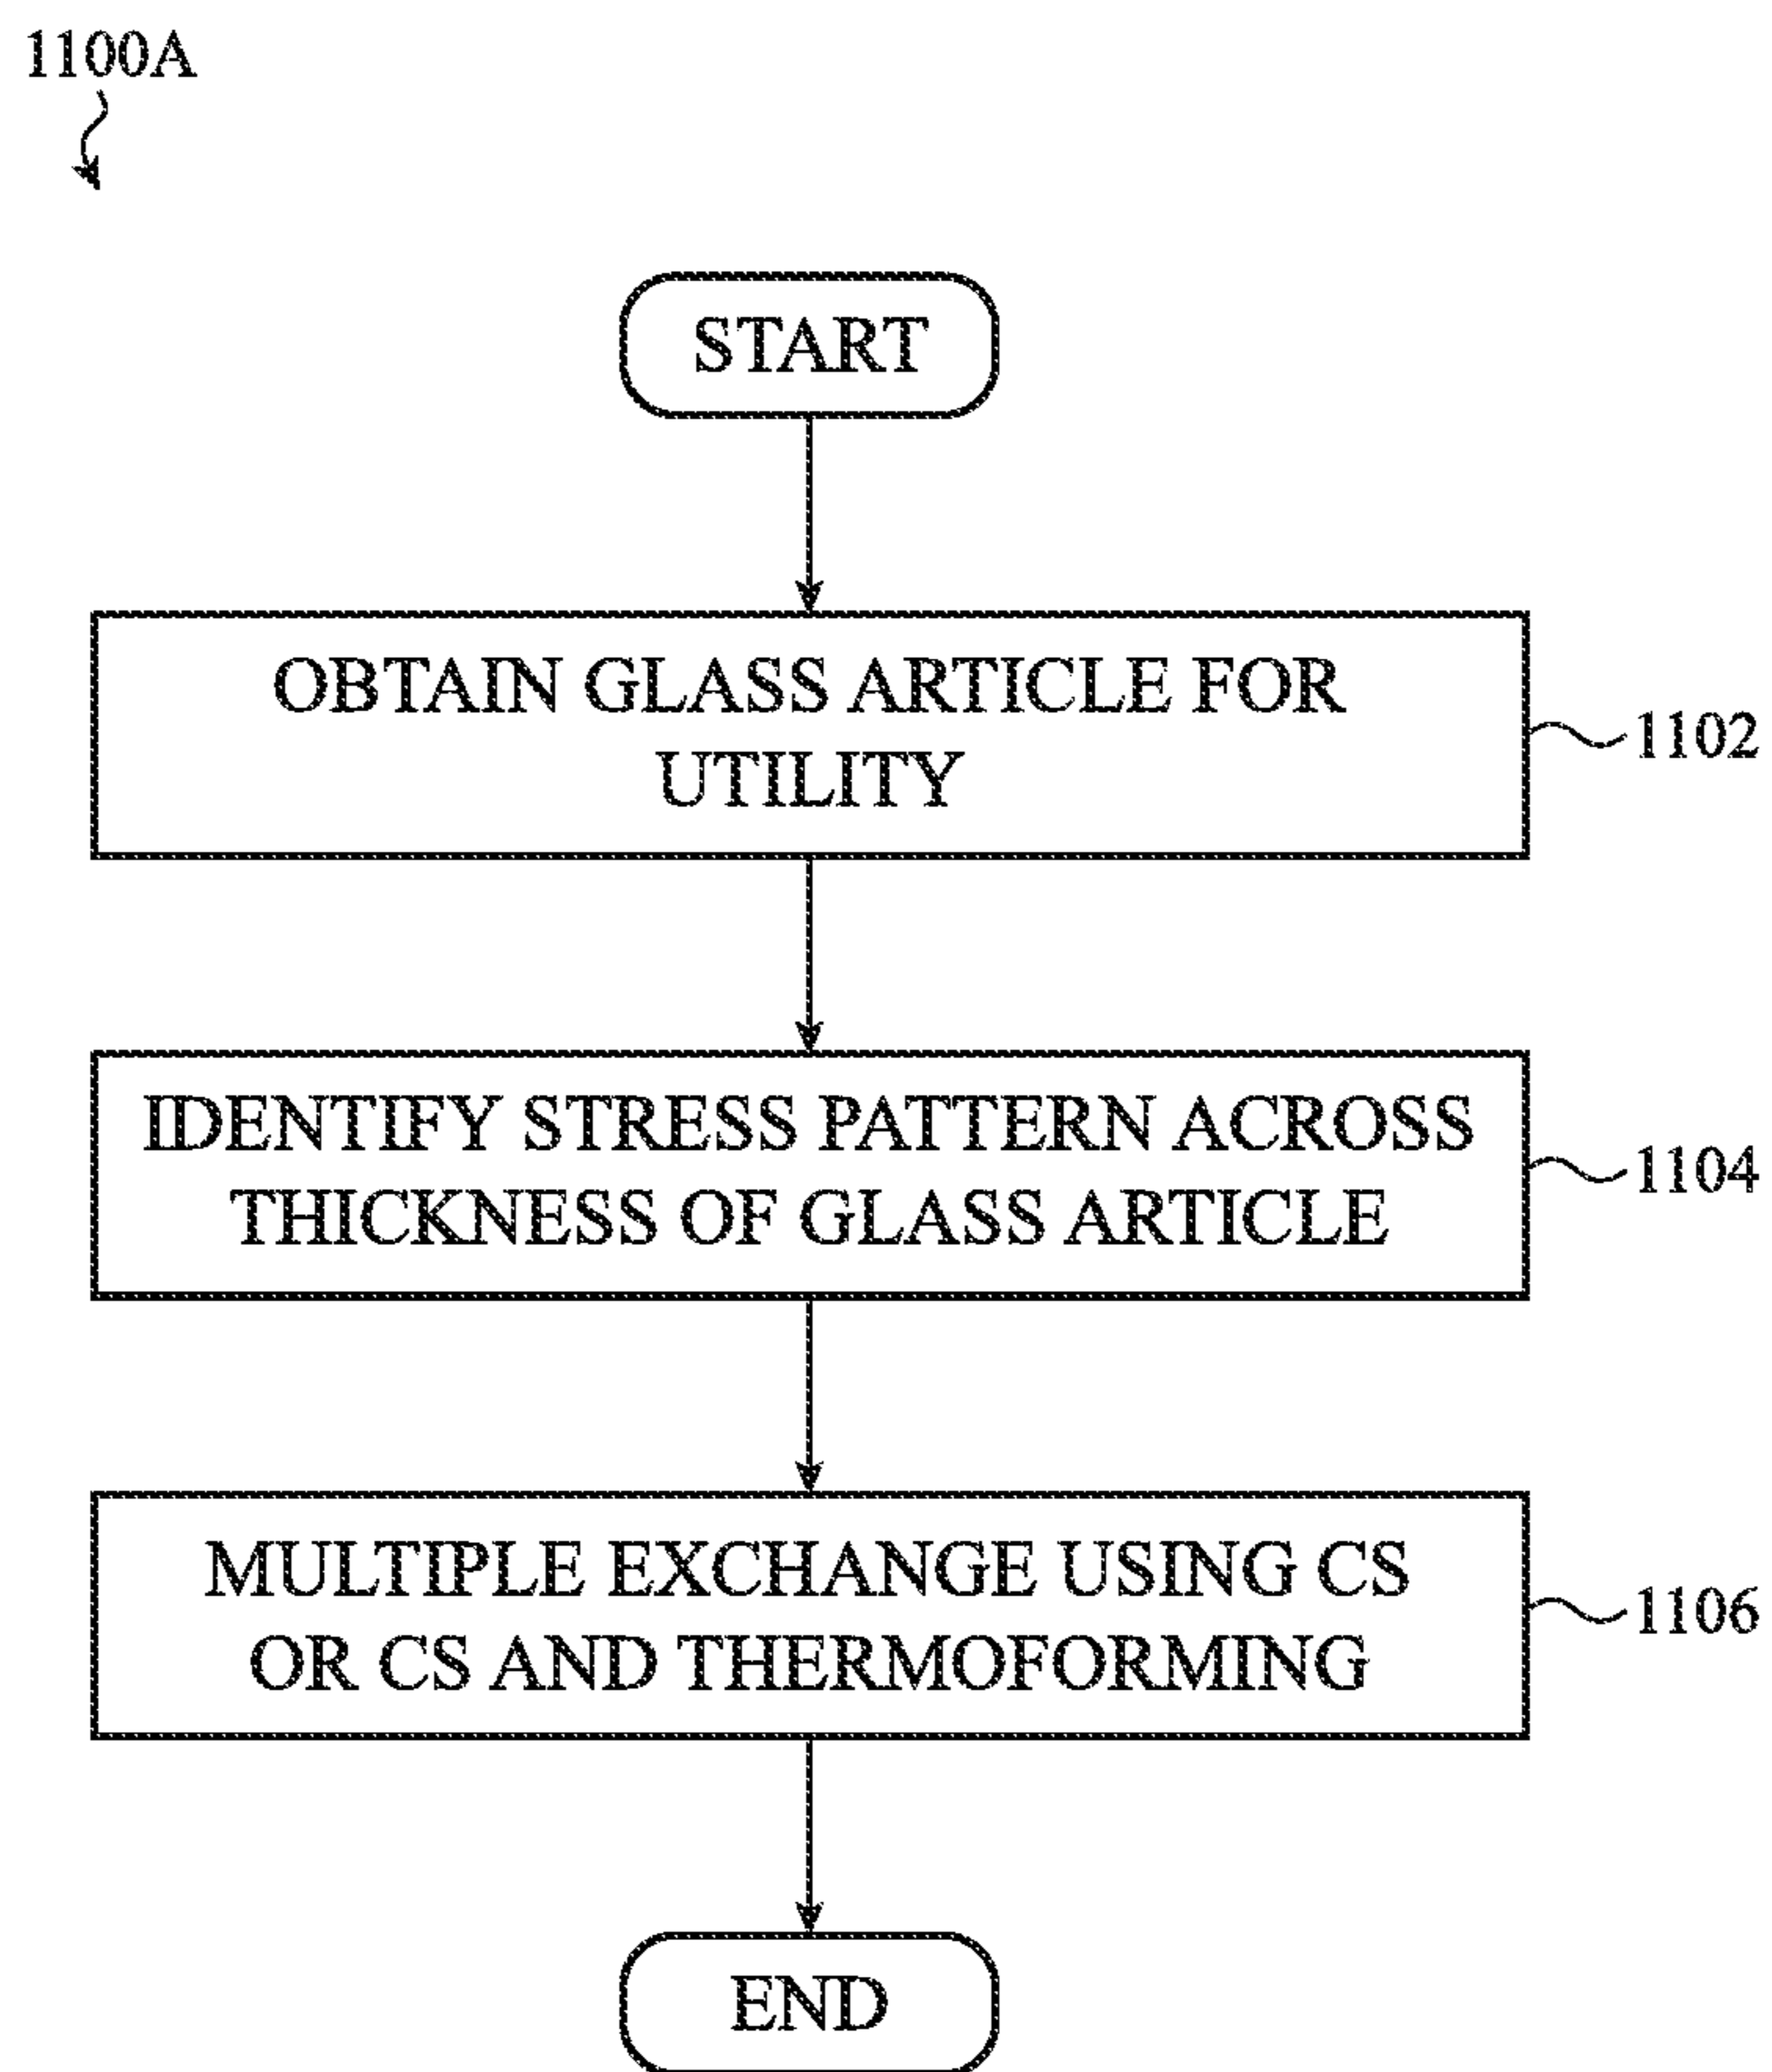 1100A
START
OBTAIN GLASS ARTICLE FOR
UTILITY
1102
IDENTIFY STRESS PATTERN ACROSS
THICKNESS OF GLASS ARTICLE
1104
MULTIPLE EXCHANGE USING CS
OR CS AND THERMOFORMING
1106
END